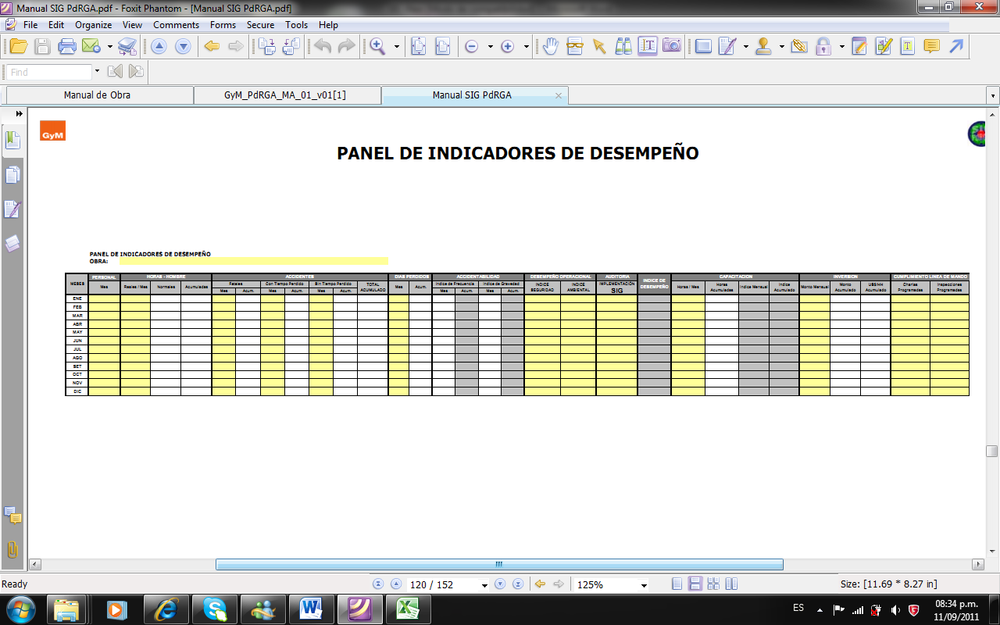 Manual SIG PdRGA.pdf - Foxit Phantom - [Manual SIG PdRGA.pdf]
File Edit Organize View Comments Forms Secure Tools Help
Find
Manual de Obra GyM_PdRGA_MA_01_v01[1] Manual SIG PdRGA
GyM
PANEL DE INDICADORES DE DESEMPEÑO
PANEL DE INDICADORES DE DESEMPEÑO
OBRA:
MESES PERSONAL HORAS - HOMBRE ACCIDENTES DIAS PERDIDOS ACCIDENTABILIDAD DESEMPEÑO OPERACIONAL AUDITORIA INDICE DE DESEMPEÑO CAPACITACION INVERSION CUMPLIMIENTO LINEA DE MANDO
Mes Reales / Mes Normales Acumuladas Fatales Con Tiempo Perdido Sin Tiempo Perdido TOTAL ACUMULADO Mes Acum. Indice de Frecuencia Indice de Gravedad INDICE SEGURIDAD INDICE AMBIENTAL IMPLEMENTACIÓN SIG Horas / Mes Horas Acumuladas Indice Mensual Indice Acumulado Monto Mensual Monto Acumulado US$/HH Acumulado Charlas Programadas Inspecciones Programadas
Mes Acum. Mes Acum. Mes Acum. Mes Acum. Mes Acum.
ENE
FEB
MAR
ABR
MAY
JUN
JUL
AGO
SET
OCT
NOV
DIC
Ready 120 / 152 125% Size: [11.69 * 8.27 in]
ES 08:34 p.m.
11/09/2011